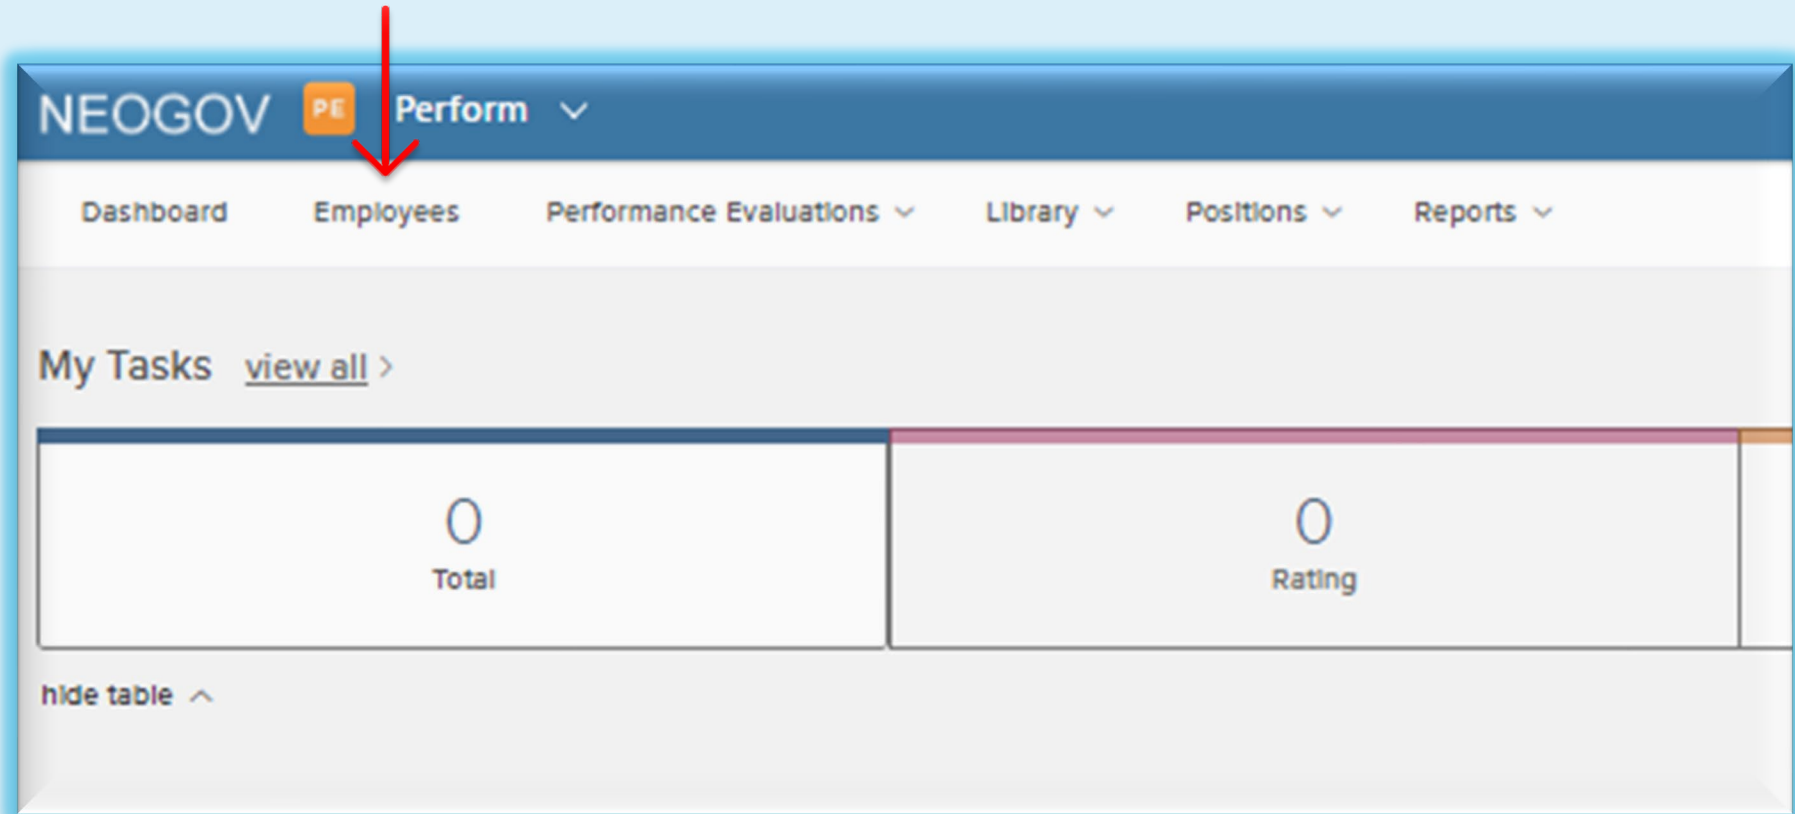 NEOGOV PE Perform
Dashboard Employees Performance Evaluations Library Positions Reports
My Tasks view all
0
Total
0
Rating
hide table